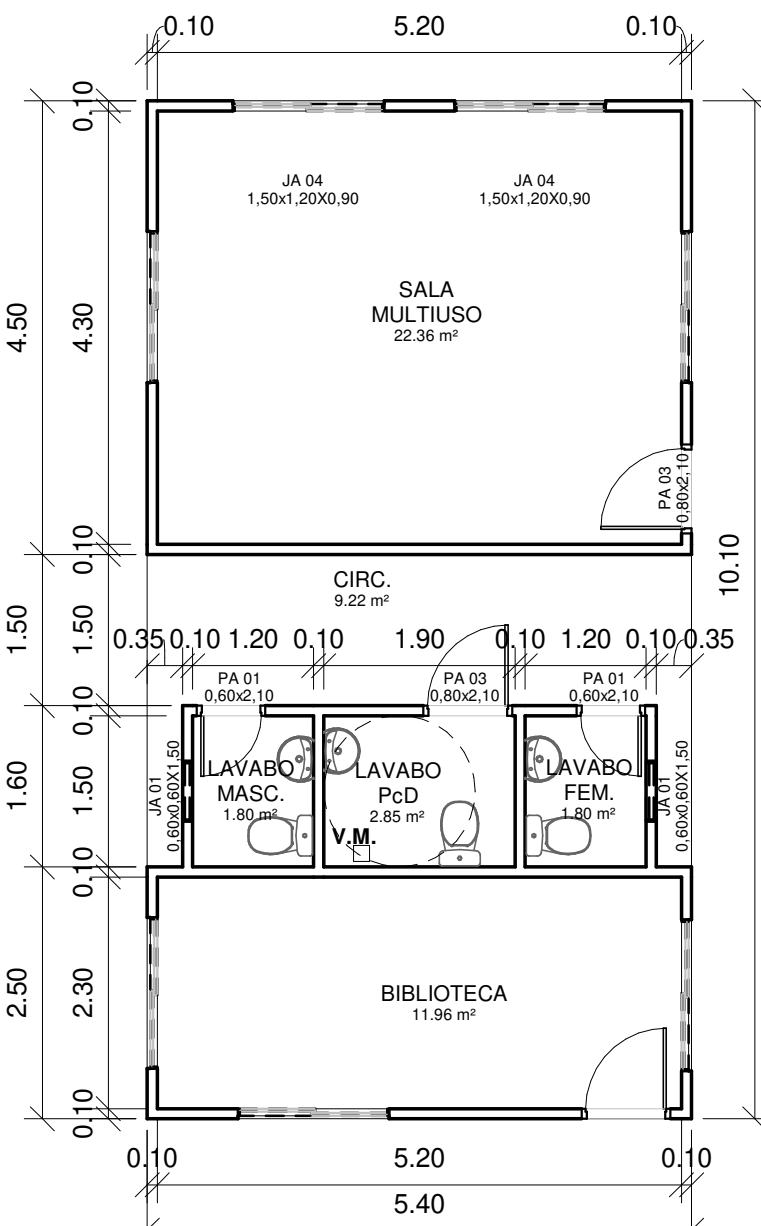 0.10 5.20 0.10
0.10
4.50
4.30
0.10
JA 04
1,50x1,20X0,90
JA 04
1,50x1,20X0,90
SALA
MULTIUSO
22.36 m²
PA 03
0,80x2,10
10.10
CIRC.
9.22 m²
1.50
1.50
0.35 0.10 1.20 0.10 1.90 0.10 1.20 0.10 0.35
PA 01
0,60x2,10
PA 03
0,80x2,10
PA 01
0,60x2,10
0.10
1.60
1.50
0.10
JA 01
0,60x0,60X1,50
LAVABO
MASC.
1.80 m²
LAVABO
PcD
2.85 m²
V.M.
LAVABO
FEM.
1.80 m²
JA 01
0,60x0,60X1,50
2.50
2.30
0.10
BIBLIOTECA
11.96 m²
0.10 5.20 0.10
5.40